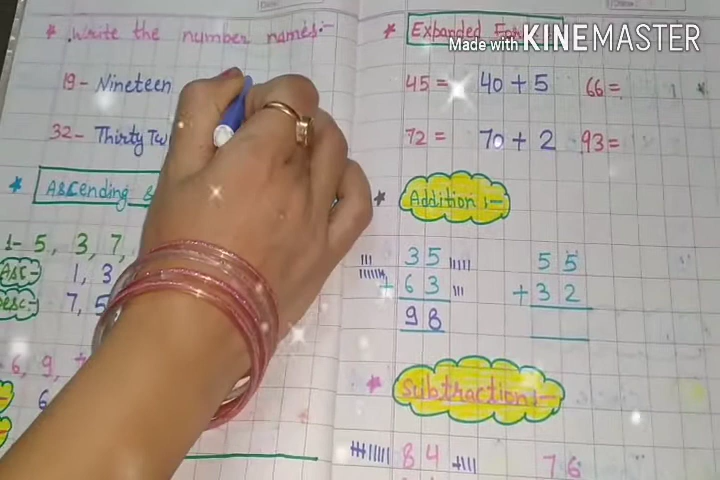 * Write the number names:-
19- Nineteen
32- Thirty Tw
* Ascending &
1- 5, 3, 7,
Asc:- 1, 3
Desc:- 7, 5
6, 9,
6
* Expanded
Made with KINEMASTER
45 = 40 + 5 66 =
72 = 70 + 2 93 =
* Addition :-
35 55
+ 63 + 32
98
* Subtraction :-
84 76